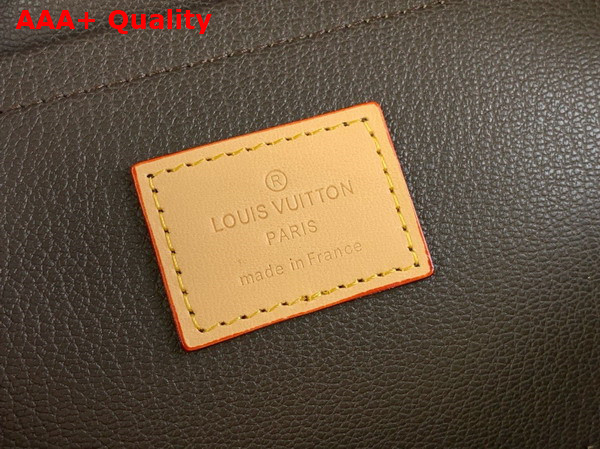 AAA+ Quality
®
LOUIS VUITTON
PARIS
made in France